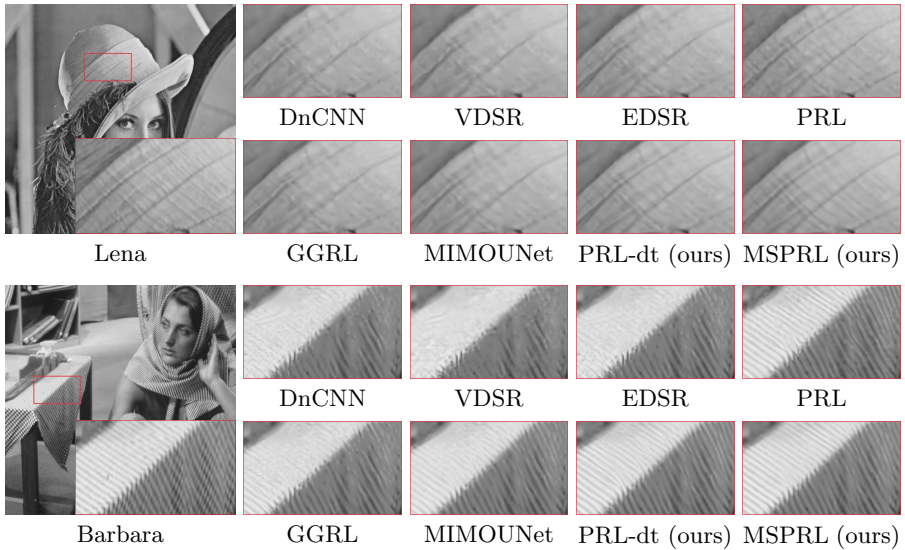 DnCNN VDSR EDSR PRL
Lena GGRL MIMOUNet PRL-dt (ours) MSPRL (ours)
DnCNN VDSR EDSR PRL
Barbara GGRL MIMOUNet PRL-dt (ours) MSPRL (ours)